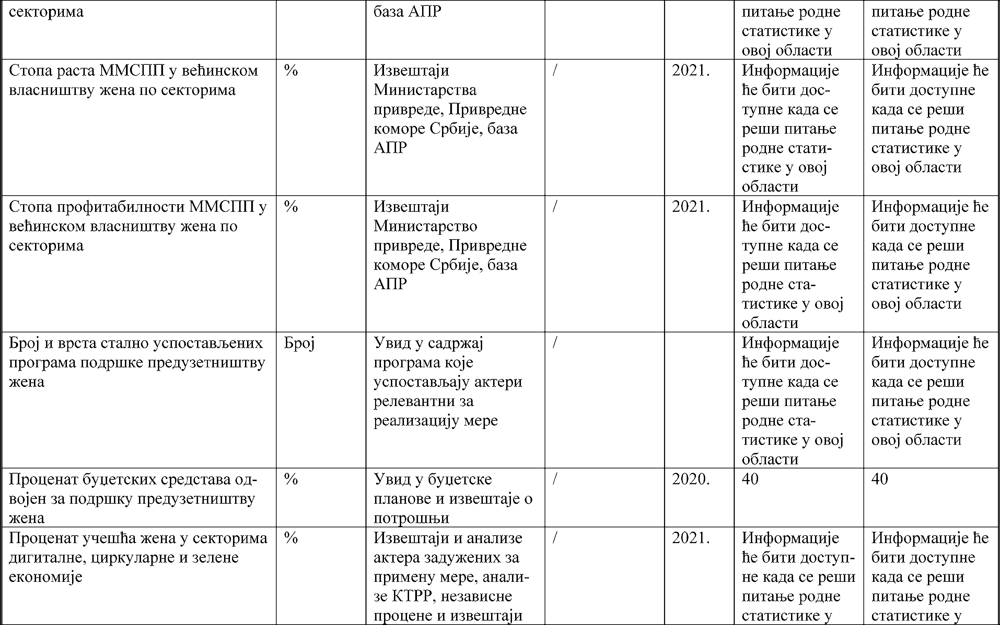 секторима
база АПР
питање родне
статистике у
овој области
питање родне
статистике у
овој области
Стопа раста ММСПП у већинском
власништву жена по секторима
%
Извештаји
Министарства
привреде, Привредне
коморе Србије, база
АПР
/
2021.
Информације
ће бити дос-
тупне када се
реши питање
родне стати-
стике у овој
области
Информације ће
бити доступне
када се реши
питање родне
статистике у
овој области
Стопа профитабилности ММСПП у
већинском власништву жена по
секторима
%
Извештаји
Министарство
привреде, Привредне
коморе Србије, база
АПР
/
2021.
Информације
ће бити дос-
тупне када се
реши питање
родне ста-
тистике у овој
области
Информације ће
бити доступне
када се реши
питање родне
статистике у
овој области
Број и врста стално успостављених
програма подршке предузетништву
жена
Број
Увид у садржај
програма које
успостављају актери
релевантни за
реализацију мере
/
Информације
ће бити дос-
тупне када се
реши питање
родне ста-
тистике у овој
области
Информације ће
бити доступне
када се реши
питање родне
статистике у
овој области
Проценат буџетских средстава од-
војен за подршку предузетништву
жена
%
Увид у буџетске
планове и извештаје о
потрошњи
/
2020.
40
40
Проценат учешћа жена у секторима
дигиталне, циркуларне и зелене
економије
%
Извештаји и анализе
актера задужених за
примену мере, анали-
зе КТРР, независне
процене и извештаји
/
2021.
Информације
ће бити доступ-
не када се реши
питање родне
статистике у
Информације ће
бити доступне
када се реши
питање родне
статистике у